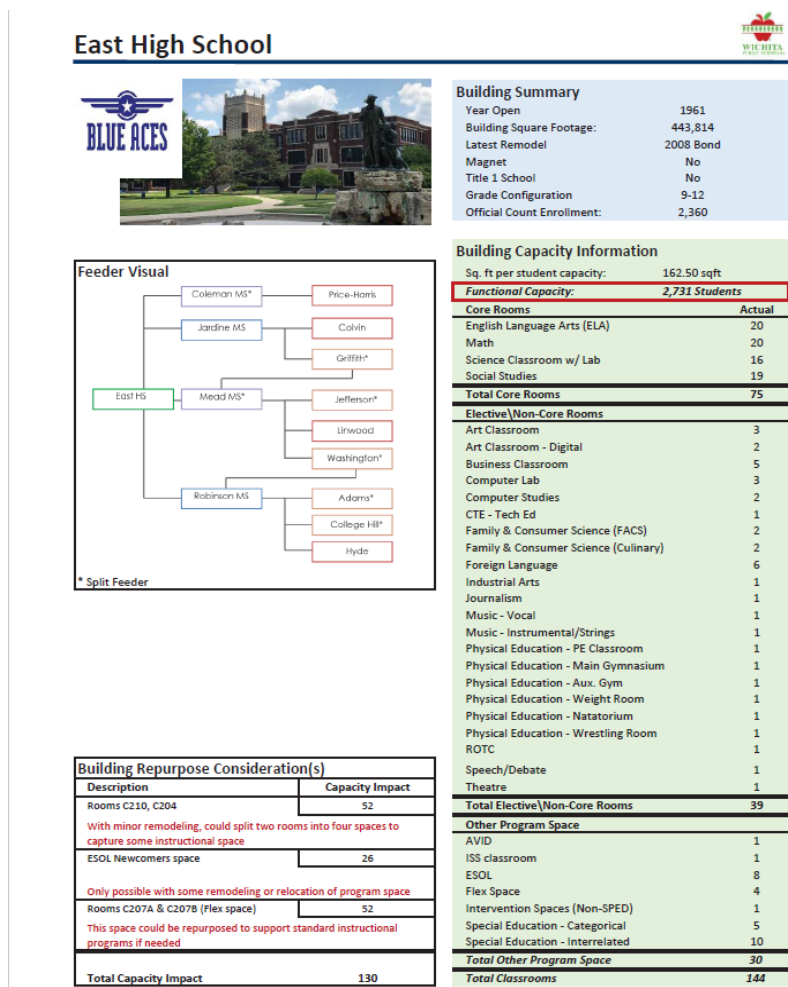 East High School
WICHITA
BLUE ACES
Building Summary
Year Open 1961
Building Square Footage: 443,814
Latest Remodel 2008 Bond
Magnet No
Title 1 School No
Grade Configuration 9-12
Official Count Enrollment: 2,360
Feeder Visual
Coleman MS* Price-Harris
Jardine MS Colvin
Griffith*
East HS Mead MS* Jefferson*
Linwood
Washington*
Robinson MS Adams*
College Hill*
Hyde
* Split Feeder
Building Repurpose Consideration(s)
Description Capacity Impact
Rooms C210, C204 52
With minor remodeling, could split two rooms into four spaces to
capture some instructional space
ESOL Newcomers space 26
Only possible with some remodeling or relocation of program space
Rooms C207A & C207B (Flex space) 52
This space could be repurposed to support standard instructional
programs if needed
Total Capacity Impact 130
Building Capacity Information
Sq. ft per student capacity: 162.50 sqft
Functional Capacity: 2,731 Students
Core Rooms Actual
English Language Arts (ELA) 20
Math 20
Science Classroom w/ Lab 16
Social Studies 19
Total Core Rooms 75
Elective\Non-Core Rooms
Art Classroom 3
Art Classroom - Digital 2
Business Classroom 5
Computer Lab 3
Computer Studies 2
CTE - Tech Ed 1
Family & Consumer Science (FACS) 2
Family & Consumer Science (Culinary) 2
Foreign Language 6
Industrial Arts 1
Journalism 1
Music - Vocal 1
Music - Instrumental/Strings 1
Physical Education - PE Classroom 1
Physical Education - Main Gymnasium 1
Physical Education - Aux. Gym 1
Physical Education - Weight Room 1
Physical Education - Natatorium 1
Physical Education - Wrestling Room 1
ROTC 1
Speech/Debate 1
Theatre 1
Total Elective\Non-Core Rooms 39
Other Program Space
AVID 1
ISS classroom 1
ESOL 8
Flex Space 4
Intervention Spaces (Non-SPED) 1
Special Education - Categorical 5
Special Education - Interrelated 10
Total Other Program Space 30
Total Classrooms 144